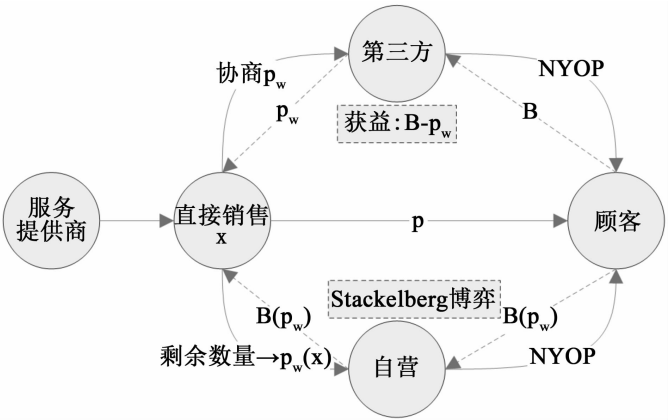 第三方
协商p_w
NYOP
p_w
获益:B-p_w
B
服务
提供商
直接销售
x
p
顾客
Stackelberg博弈
B(p_w)
B(p_w)
剩余数量→p_w(x)
自营
NYOP